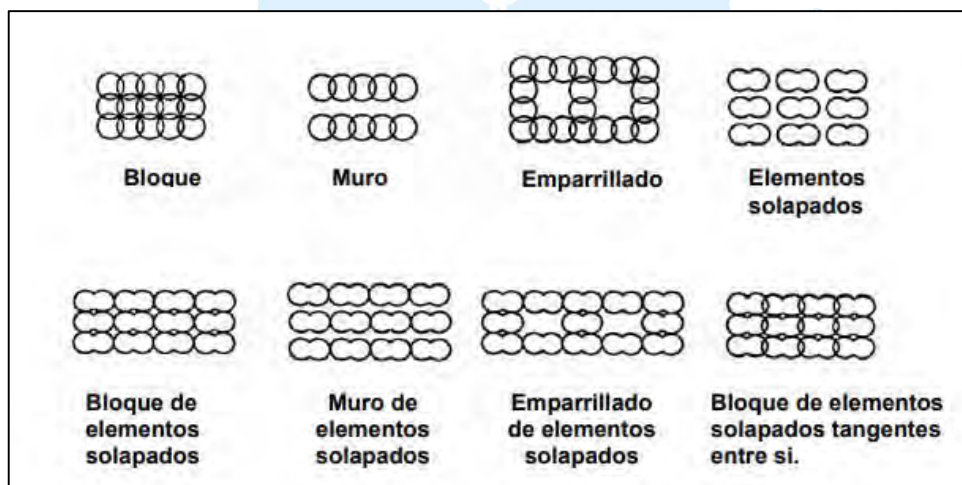 Bloque
Muro
Emparrillado
Elementos
solapados
Bloque de
elementos
solapados
Muro de
elementos
solapados
Emparrillado
de elementos
solapados
Bloque de elementos
solapados tangentes
entre si.